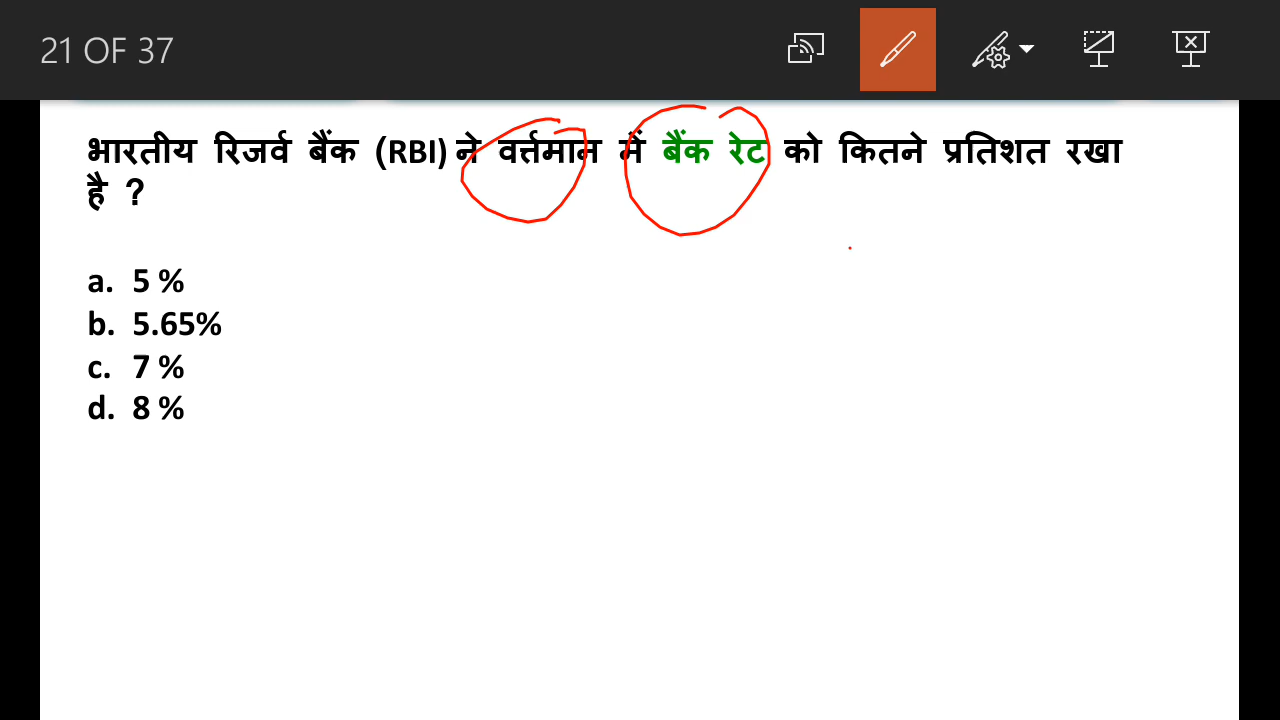 21 OF 37
भारतीय रिजर्व बैंक (RBI) ने वर्त्तमान में बैंक रेट को कितने प्रतिशत रखा
है ?
a. 5 %
b. 5.65%
c. 7 %
d. 8 %